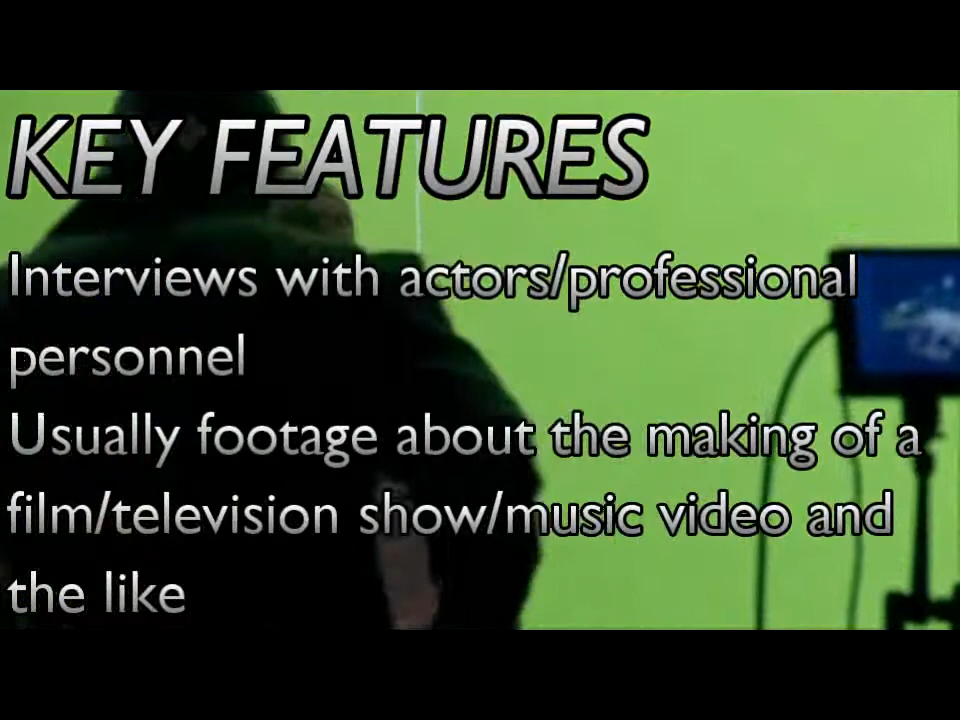 KEY FEATURES
Interviews with actors/professional
personnel
Usually footage about the making of a
film/television show/music video and
the like